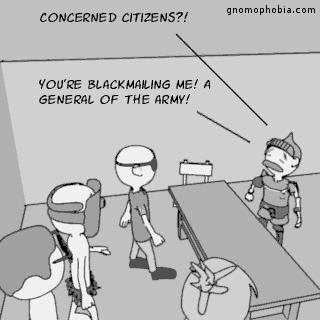 gnomophobia.com
CONCERNED CITIZENS?!
YOU'RE BLACKMAILING ME! A
GENERAL OF THE ARMY!